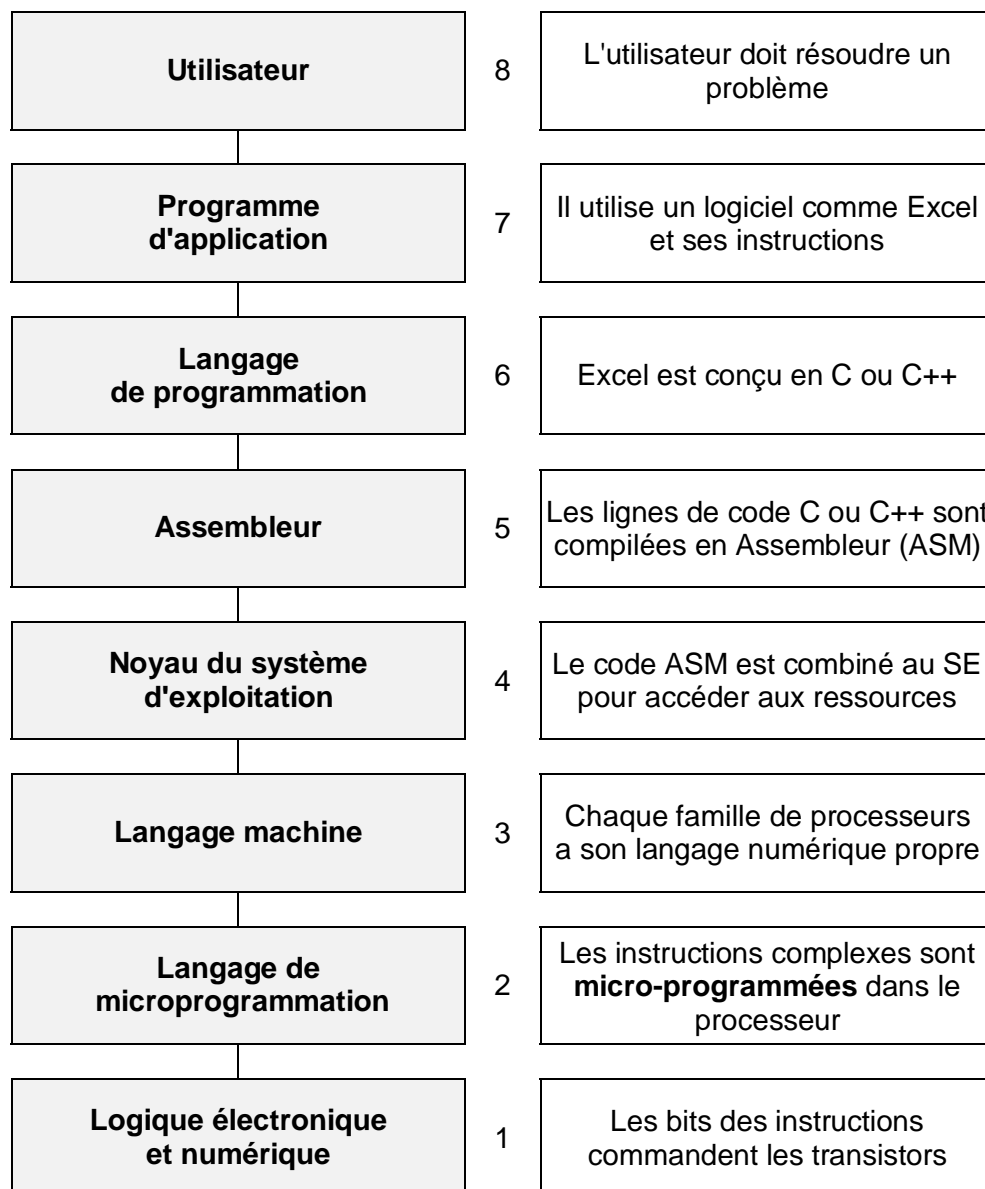 Utilisateur
8
L'utilisateur doit résoudre un
problème
Programme
d'application
7
Il utilise un logiciel comme Excel
et ses instructions
Langage
de programmation
6
Excel est conçu en C ou C++
Assembleur
5
Les lignes de code C ou C++ sont
compilées en Assembleur (ASM)
Noyau du système
d'exploitation
4
Le code ASM est combiné au SE
pour accéder aux ressources
Langage machine
3
Chaque famille de processeurs
a son langage numérique propre
Langage de
microprogrammation
2
Les instructions complexes sont
micro-programmées dans le
processeur
Logique électronique
et numérique
1
Les bits des instructions
commandent les transistors